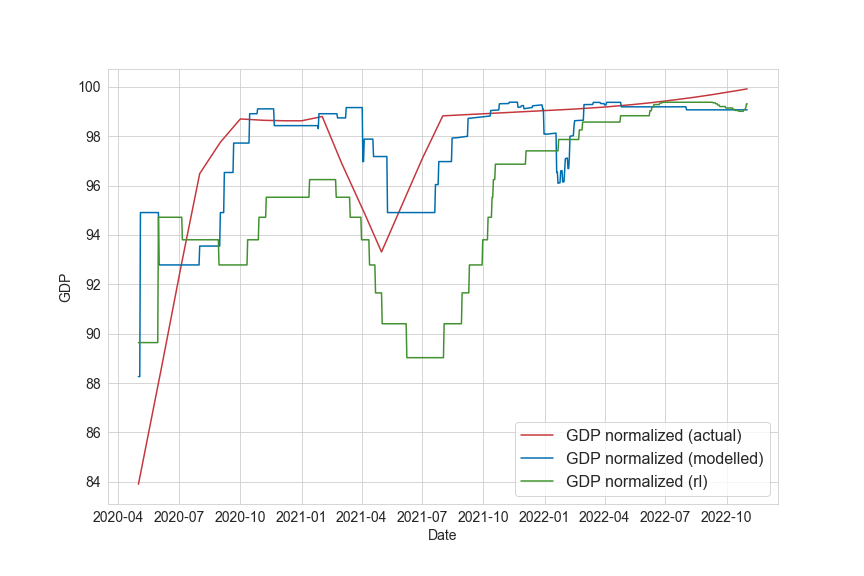 100
98
96
94
92
90
88
86
84
GDP
GDP normalized (actual)
GDP normalized (modelled)
GDP normalized (rl)
2020-04 2020-07 2020-10 2021-01 2021-04 2021-07 2021-10 2022-01 2022-04 2022-07 2022-10
Date